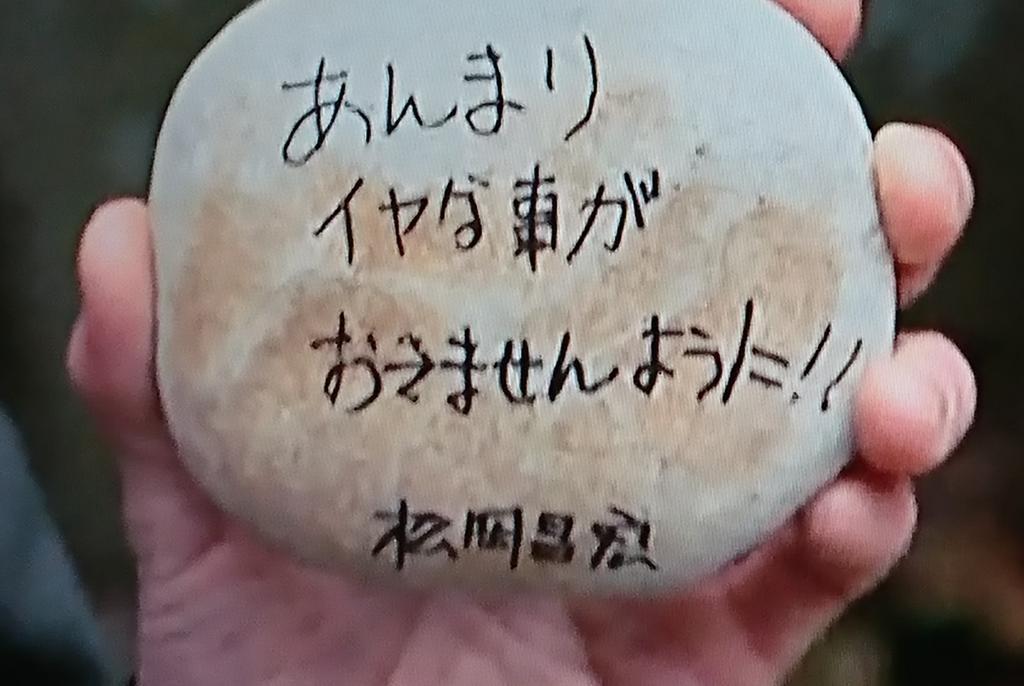 あんまり
イヤな事が
おきませんように!!
松岡昌宏